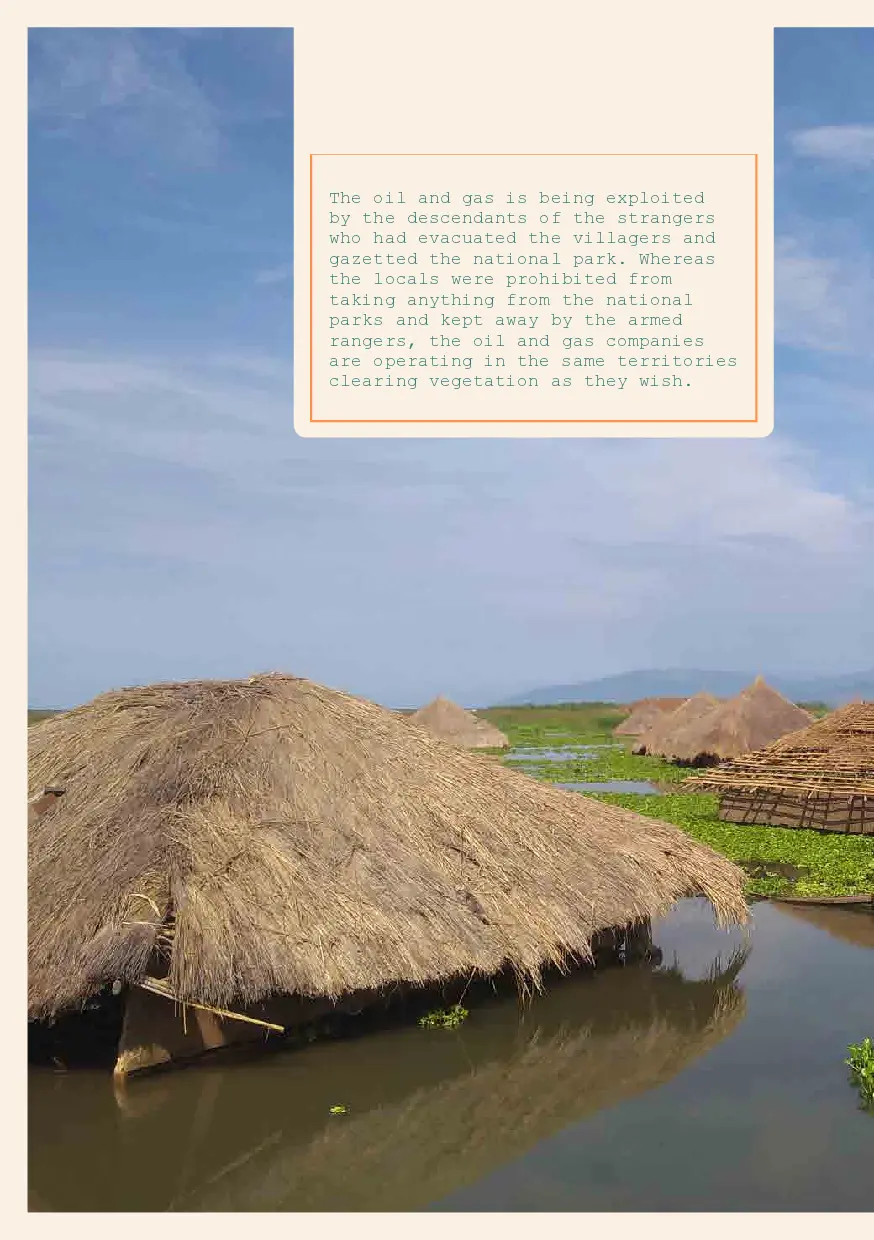 The oil and gas is being exploited
by the descendants of the strangers
who had evacuated the villagers and
gazetted the national park. Whereas
the locals were prohibited from
taking anything from the national
parks and kept away by the armed
rangers, the oil and gas companies
are operating in the same territories
clearing vegetation as they wish.